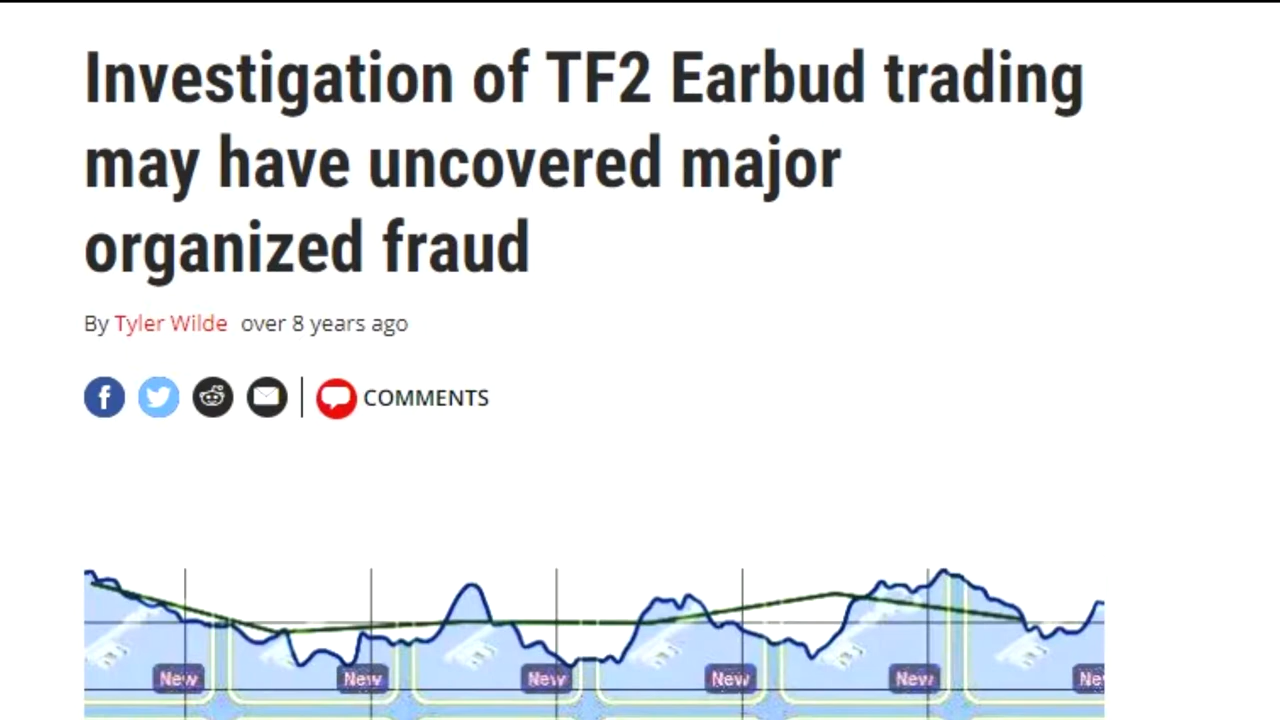 Investigation of TF2 Earbud trading
may have uncovered major
organized fraud
By Tyler Wilde over 8 years ago
COMMENTS
New New New New New Ne